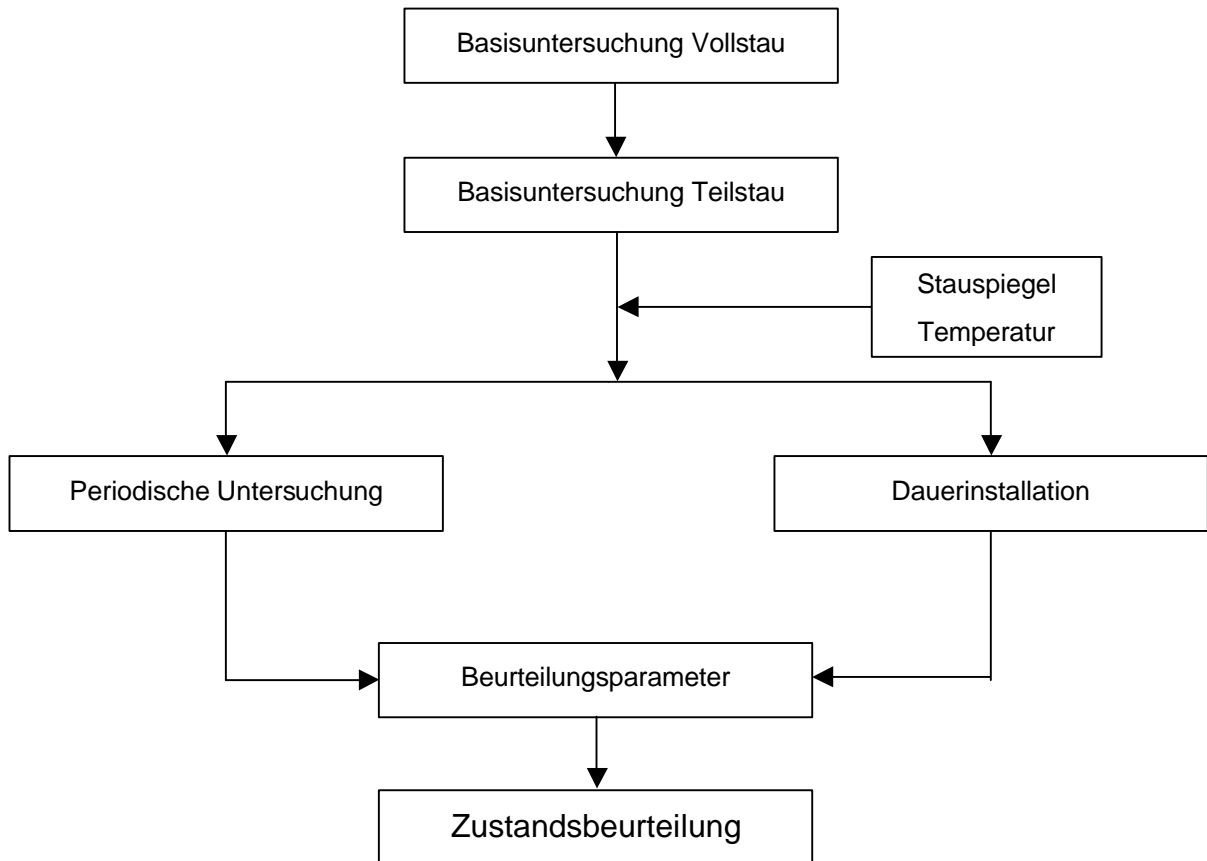 Basisuntersuchung Vollstau
Basisuntersuchung Teilstau
Stauspiegel
Temperatur
Periodische Untersuchung
Dauerinstallation
Beurteilungsparameter
Zustandsbeurteilung